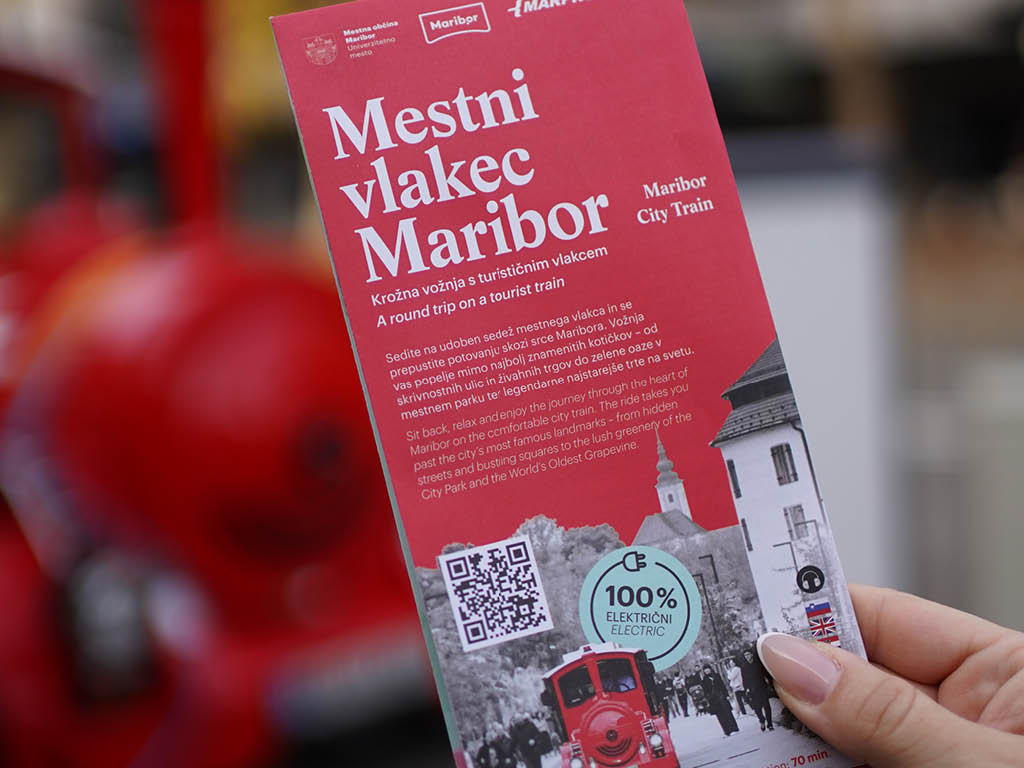 Mestna občina
Maribor
Univerzitetno
mesto
Maribor
Mestni
vlakec
Maribor
Maribor
City Train
Krožna vožnja s turističnim vlakcem
A round trip on a tourist train
Sedite na udoben sedež mestnega vlakca in se
prepustite potovanju skozi srce Maribora. Vožnja
vas popelje mimo najbolj znamenitih kotičkov – od
skrivnostnih ulic in živahnih trgov do zelene oaze v
mestnem parku ter legendarne najstarejše trte na svetu.
Sit back, relax and enjoy the journey through the heart of
Maribor on the comfortable city train. The ride takes you
past the city's most famous landmarks – from hidden
streets and bustling squares to the lush greenery of the
City Park and the World's Oldest Grapevine.
100%
ELEKTRIČNI
ELECTRIC
70 min